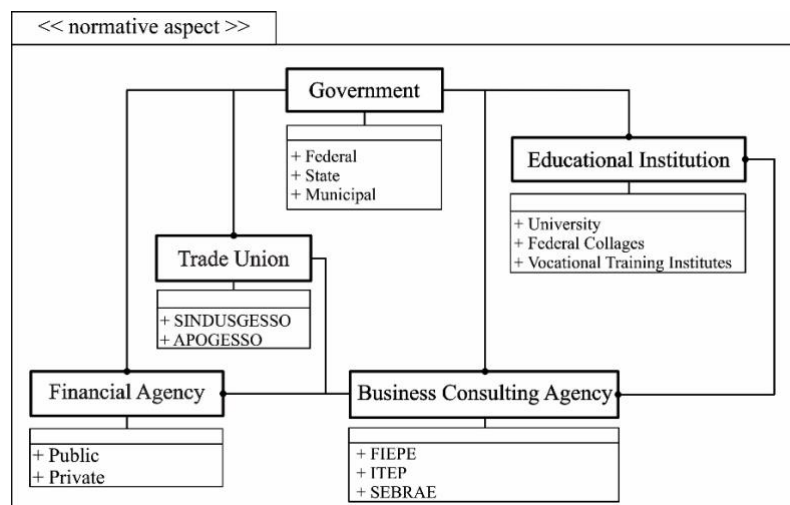 << normative aspect >>
Government
+ Federal
+ State
+ Municipal
Educational Institution
+ University
+ Federal Collages
+ Vocational Training Institutes
Trade Union
+ SINDUSGESSO
+ APOGESSO
Financial Agency
+ Public
+ Private
Business Consulting Agency
+ FIEPE
+ ITEP
+ SEBRAE